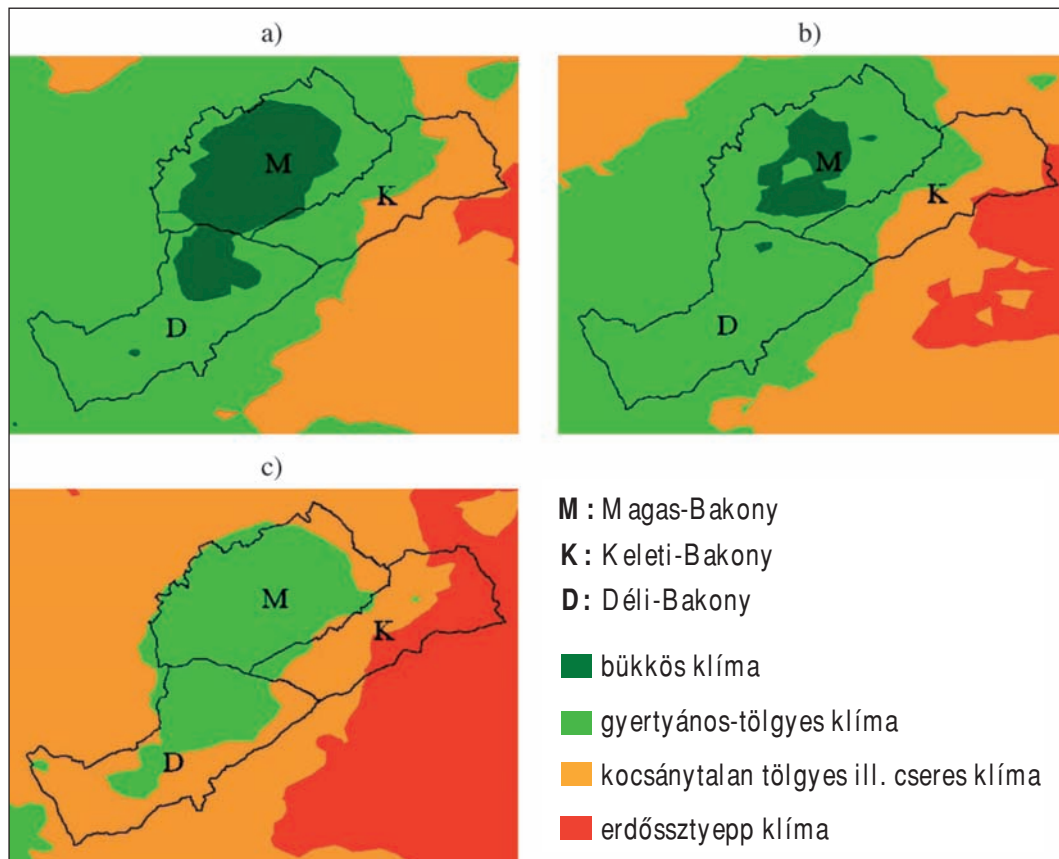 a)
b)
M
K
D
M
K
D
c)
M
K
D
M : Magas-Bakony
K: Keleti-Bakony
D: Déli-Bakony
bükkös klíma
gyertyános-tölgyes klíma
kocsánytalan tölgyes ill. cseres klíma
erdőssztyepp klíma